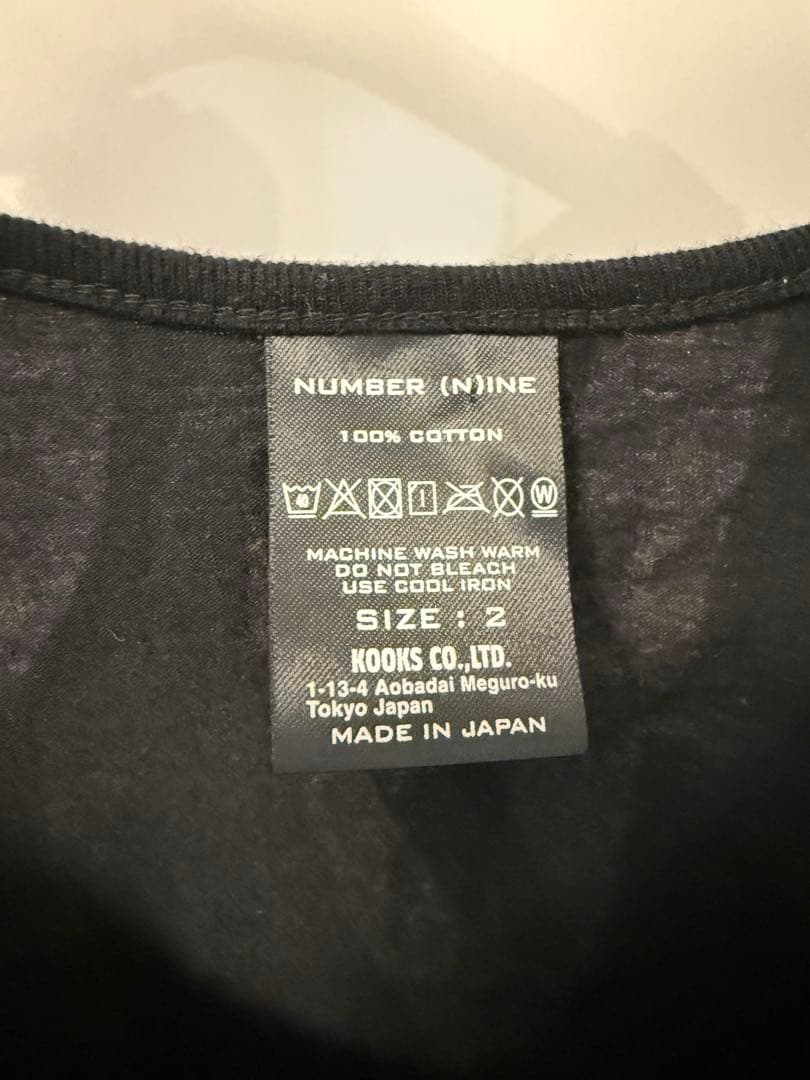 NUMBER (N)INE
100% COTTON
40 W
MACHINE WASH WARM
DO NOT BLEACH
USE COOL IRON
SIZE : 2
KOOKS CO.,LTD.
1-13-4 Aobadai Meguro-ku
Tokyo Japan
MADE IN JAPAN